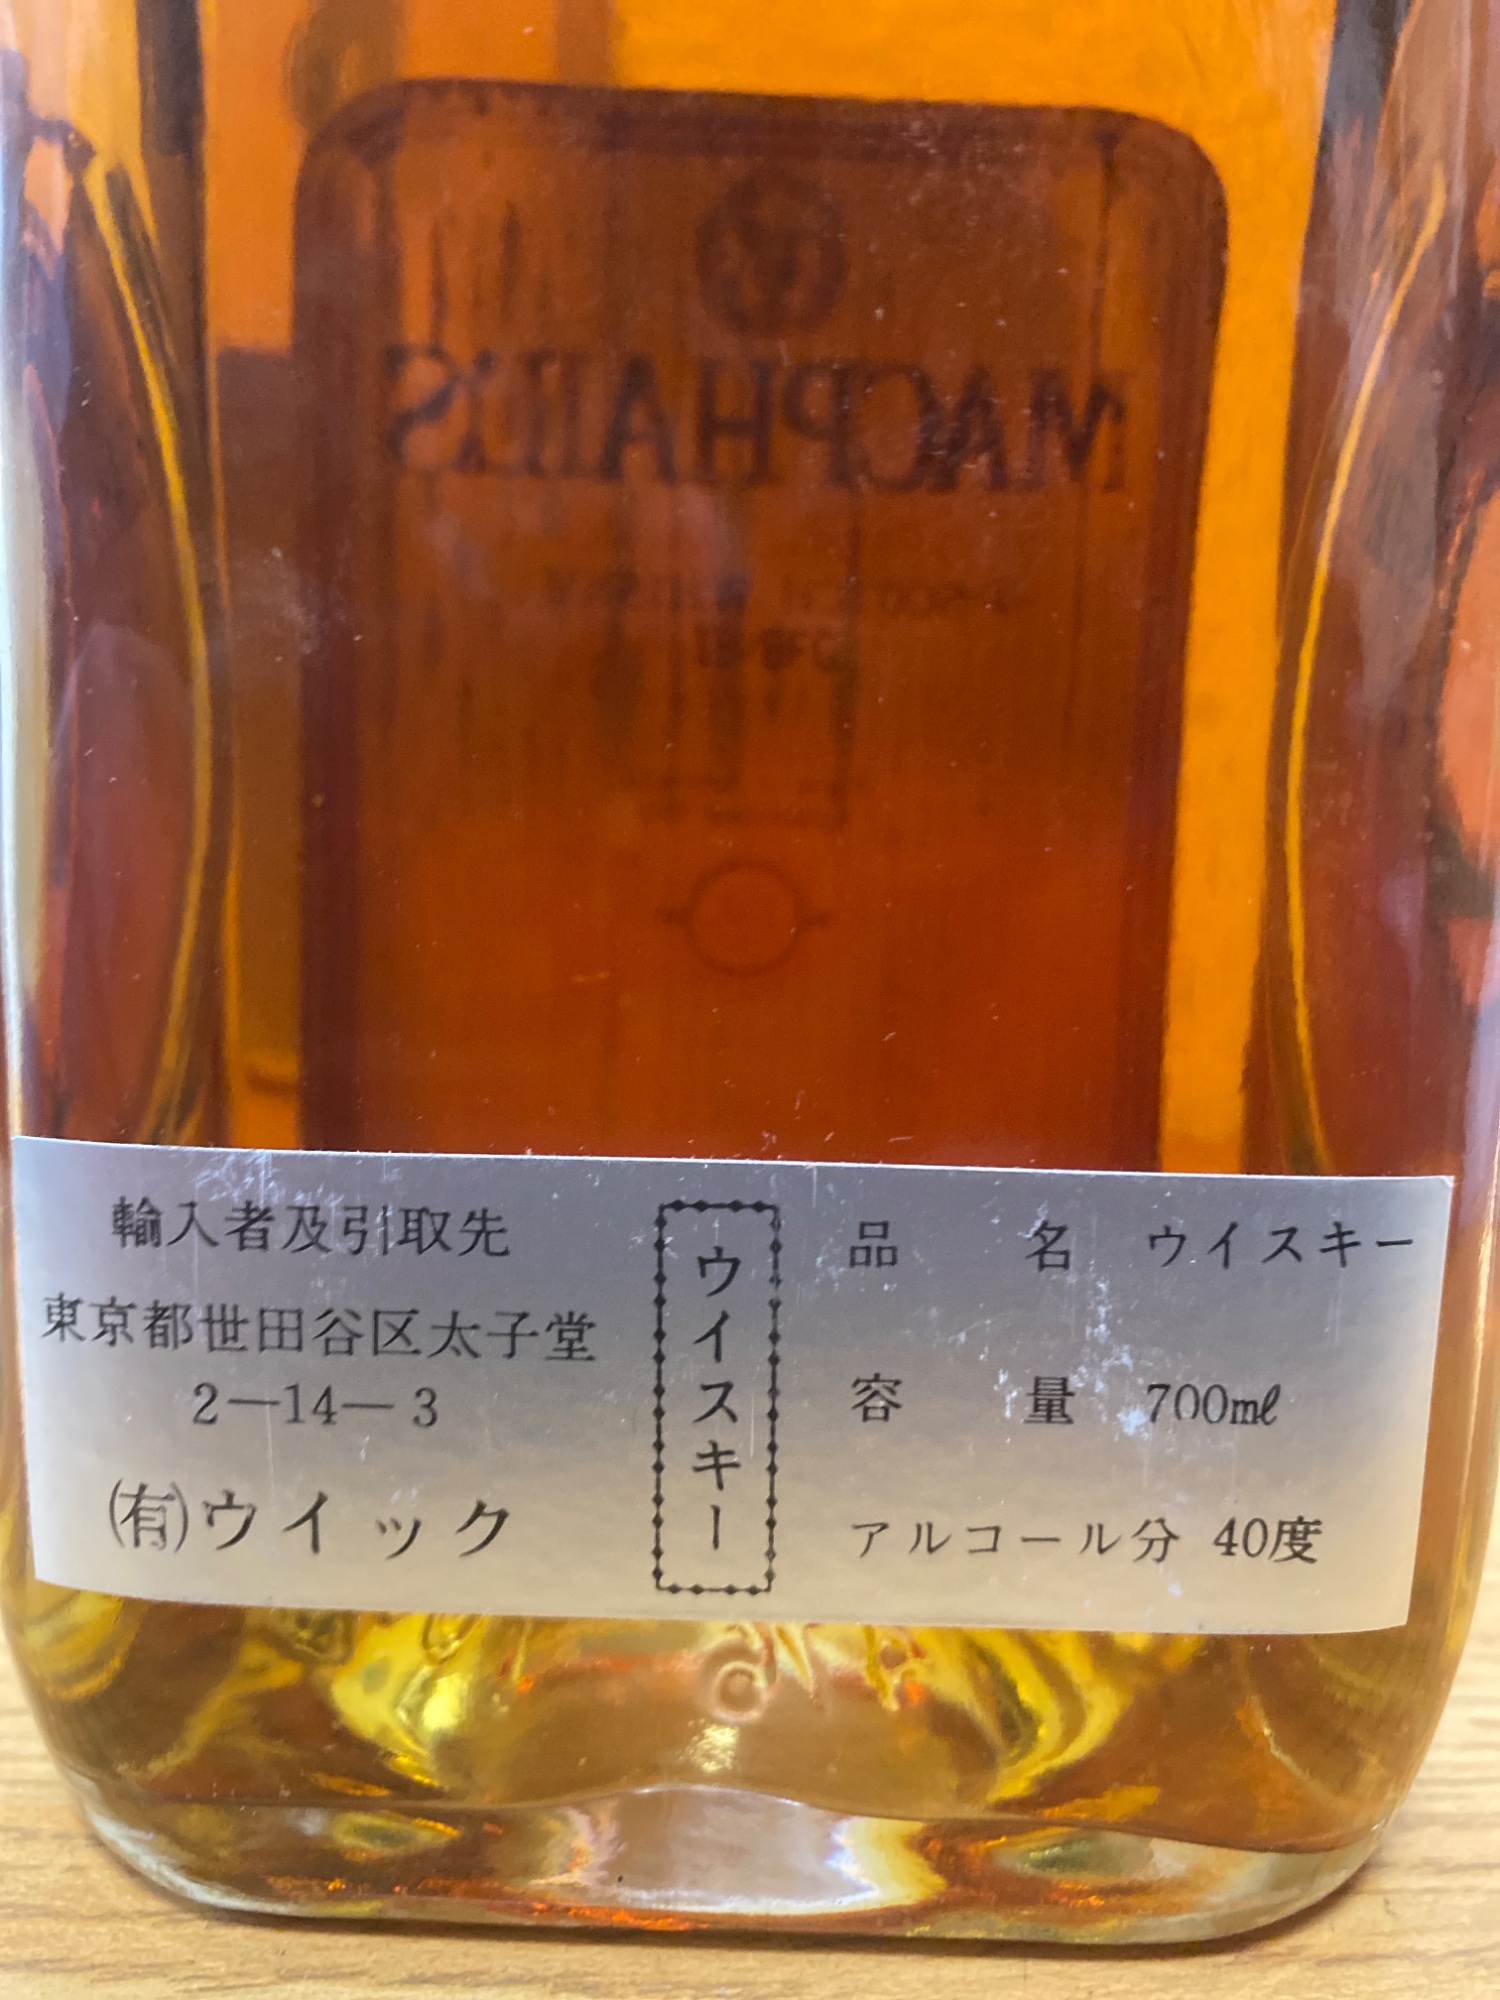 MACPHAIL'S
輸入者及引取先
東京都世田谷区太子堂
2—14—3
㈲ウイック
ウイスキー
品名 ウイスキー
容量 700mℓ
アルコール分 40度